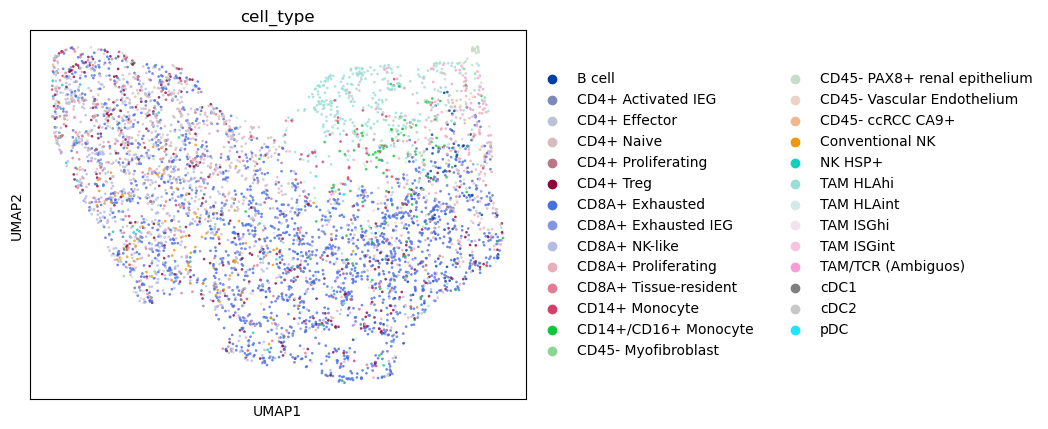 cell_type
UMAP2
UMAP1
B cell
CD4+ Activated IEG
CD4+ Effector
CD4+ Naive
CD4+ Proliferating
CD4+ Treg
CD8A+ Exhausted
CD8A+ Exhausted IEG
CD8A+ NK-like
CD8A+ Proliferating
CD8A+ Tissue-resident
CD14+ Monocyte
CD14+/CD16+ Monocyte
CD45- Myofibroblast
CD45- PAX8+ renal epithelium
CD45- Vascular Endothelium
CD45- ccRCC CA9+
Conventional NK
NK HSP+
TAM HLAhi
TAM HLAint
TAM ISGhi
TAM ISGint
TAM/TCR (Ambiguos)
cDC1
cDC2
pDC